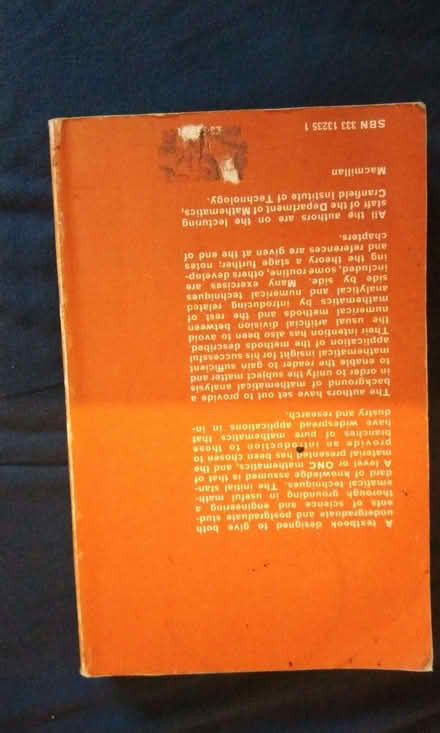 A textbook designed to give both
undergraduate and postgraduate stud-
ents of science and engineering a
thorough grounding in useful math-
ematical techniques. The initial stan-
dard of knowledge assumed is that of
A level or ONC mathematics, and the
material presented has been chosen to
provide an introduction to those
branches of pure mathematics that
have widespread applications in in-
dustry and research.
The authors have set out to provide a
background of mathematical analysis
in order to unify the subject matter and
to enable the reader to gain sufficient
mathematical insight for his successful
application of the methods described.
Their intention has also been to avoid
the usual artificial division between
numerical methods and the rest of
mathematics by introducing related
analytical and numerical techniques
side by side. Many exercises are
included, some routine, others develop-
ing the theory a stage further; notes
and references are given at the end of
chapters.
All the authors are on the lecturing
staff of the Department of Mathematics,
Cranfield Institute of Technology.
Macmillan
SBN 333 13235 1